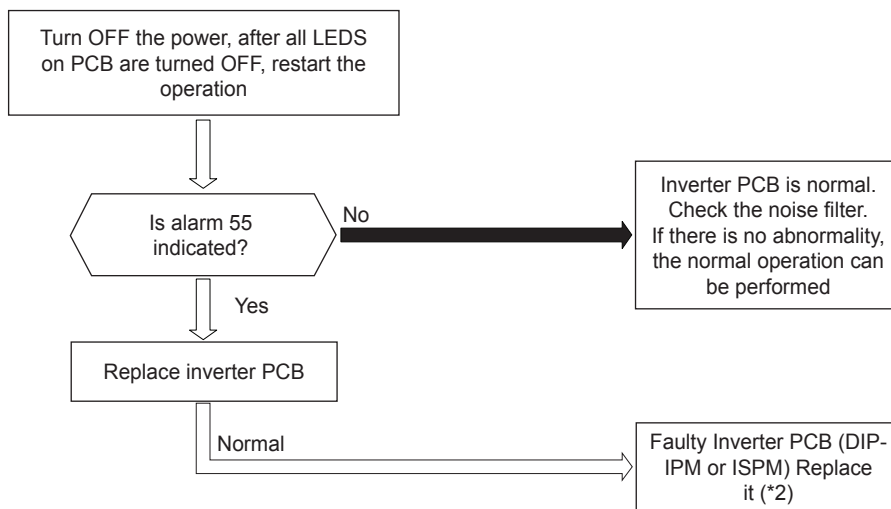 Turn OFF the power, after all LEDS
on PCB are turned OFF, restart the
operation
Is alarm 55
indicated?
No
Inverter PCB is normal.
Check the noise filter.
If there is no abnormality,
the normal operation can
be performed
Yes
Replace inverter PCB
Normal
Faulty Inverter PCB (DIP-
IPM or ISPM) Replace
it (*2)